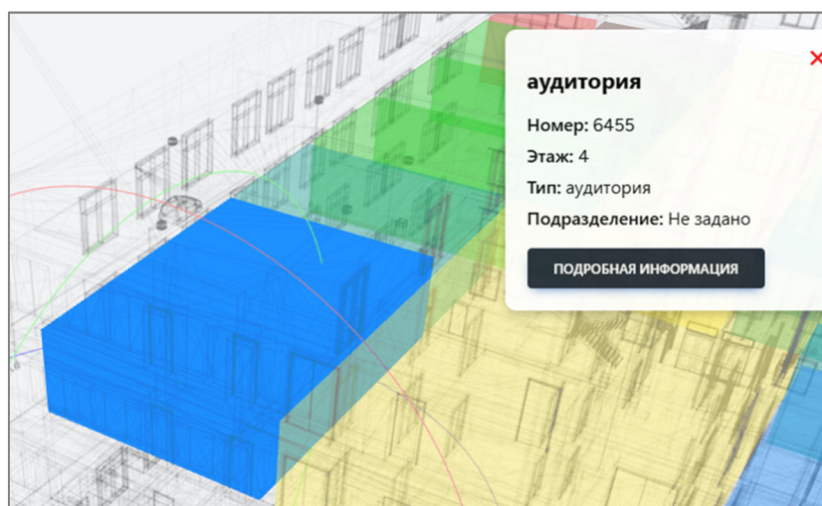 аудитория
Номер: 6455
Этаж: 4
Тип: аудитория
Подразделение: Не задано
ПОДРОБНАЯ ИНФОРМАЦИЯ